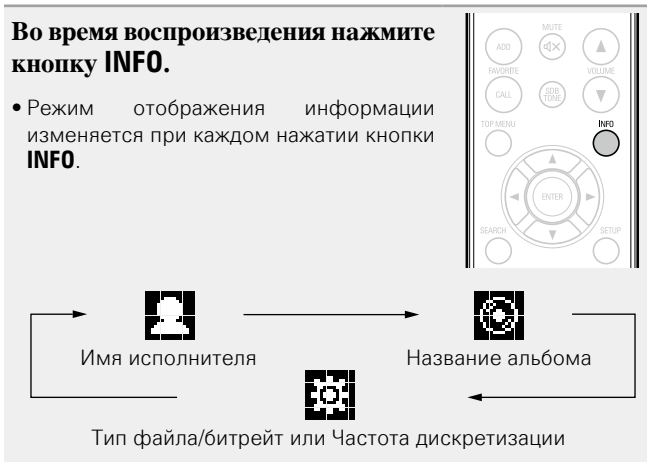 Во время воспроизведения нажмите
кнопку INFO.
• Режим отображения информации
изменяется при каждом нажатии кнопки
INFO.
MUTE
ADD
FAVORITE
VOLUME
CALL
SDB
TONE
TOP MENU
INFO
ENTER
SEARCH
SETUP
Имя исполнителя
Название альбома
Тип файла/битрейт или Частота дискретизации